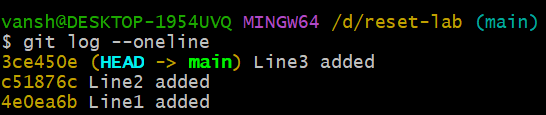 vansh@DESKTOP-1954UVQ MINGW64 /d/reset-lab (main)
$ git log --oneline
3ce450e (HEAD -> main) Line3 added
c51876c Line2 added
4e0ea6b Line1 added